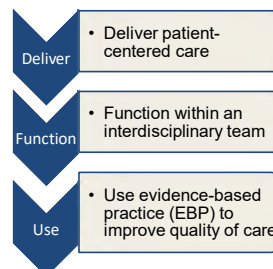 Deliver
• Deliver patient-
centered care
Function
• Function within an
interdisciplinary team
Use
• Use evidence-based
practice (EBP) to
improve quality of care